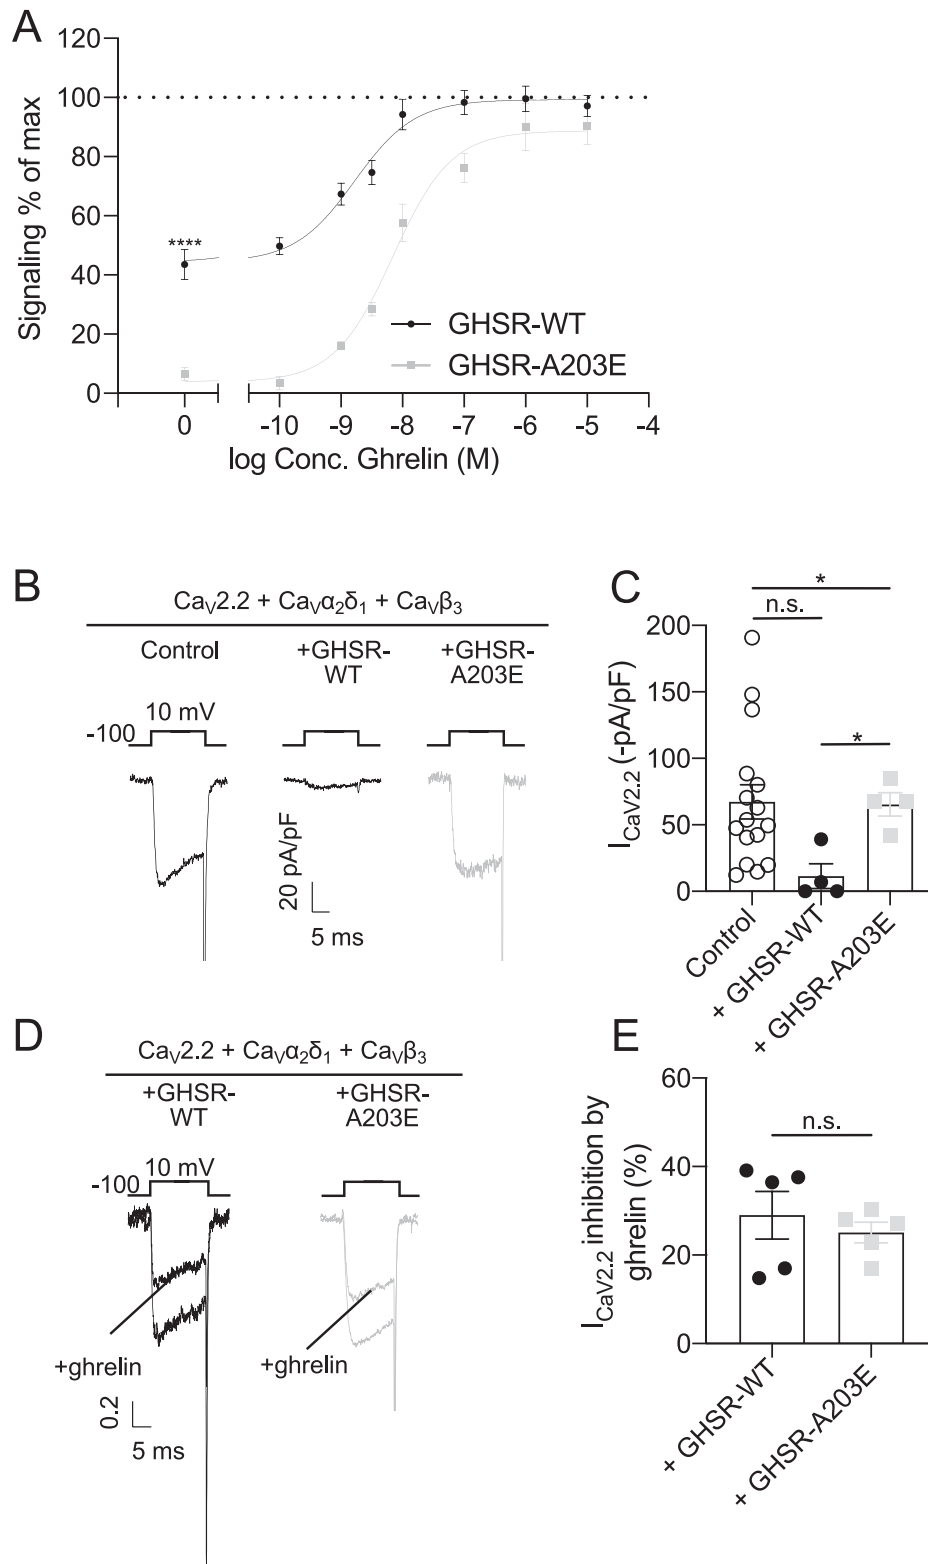 A
120
100
80
60
40
20
0
Signaling % of max
****
GHSR-WT
GHSR-A203E
0 -10 -9 -8 -7 -6 -5 -4
log Conc. Ghrelin (M)
B
CaV2.2 + CaVα2δ1 + CaVβ3
Control
+GHSR-
WT
+GHSR-
A203E
-100
10 mV
20 pA/pF
5 ms
C
*
n.s.
*
200
150
100
50
0
ICaV2.2 (-pA/pF)
Control
+ GHSR-WT
+ GHSR-A203E
D
CaV2.2 + CaVα2δ1 + CaVβ3
+GHSR-
WT
+GHSR-
A203E
-100
10 mV
+ghrelin
+ghrelin
0.2
5 ms
E
60
40
20
0
n.s.
ICaV2.2 inhibition by
ghrelin (%)
+ GHSR-WT
+ GHSR-A203E